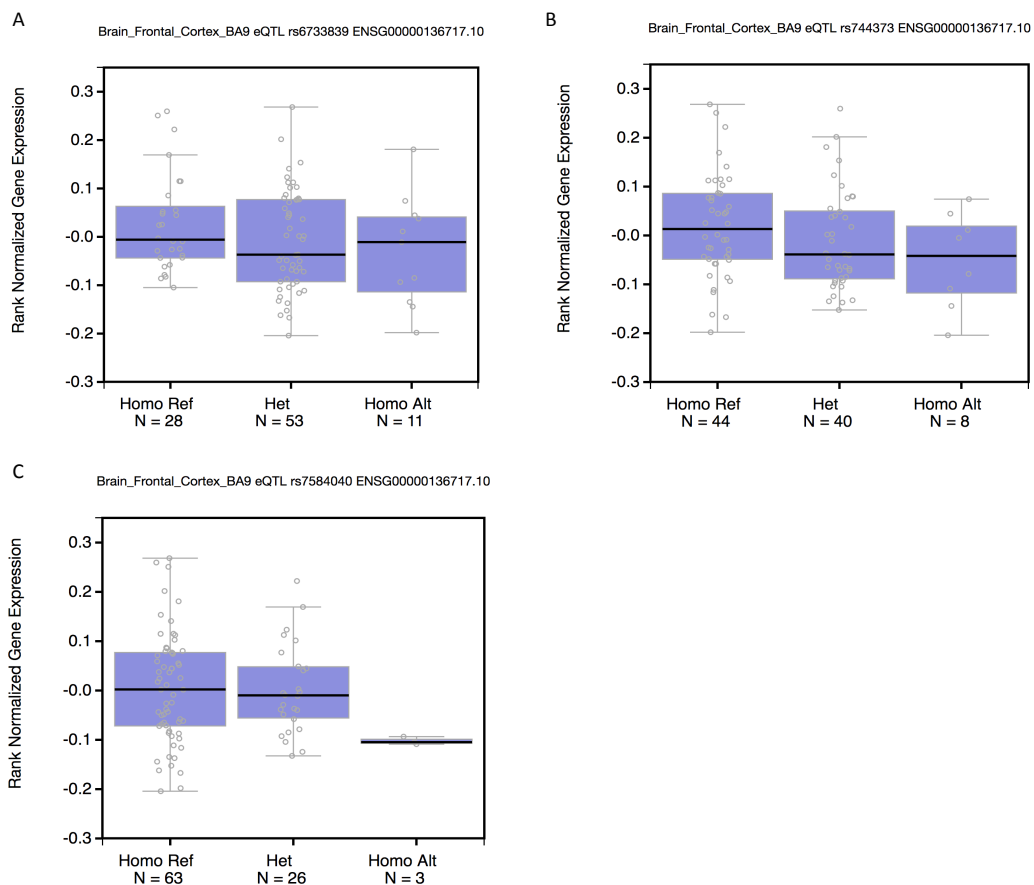 A
Brain_Frontal_Cortex_BA9 eQTL rs6733839 ENSG00000136717.10
Rank Normalized Gene Expression
0.3
0.2
0.1
-0.0
-0.1
-0.2
-0.3
Homo Ref
N = 28
Het
N = 53
Homo Alt
N = 11
B
Brain_Frontal_Cortex_BA9 eQTL rs744373 ENSG00000136717.10
Rank Normalized Gene Expression
0.3
0.2
0.1
-0.0
-0.1
-0.2
-0.3
Homo Ref
N = 44
Het
N = 40
Homo Alt
N = 8
C
Brain_Frontal_Cortex_BA9 eQTL rs7584040 ENSG00000136717.10
Rank Normalized Gene Expression
0.3
0.2
0.1
-0.0
-0.1
-0.2
-0.3
Homo Ref
N = 63
Het
N = 26
Homo Alt
N = 3